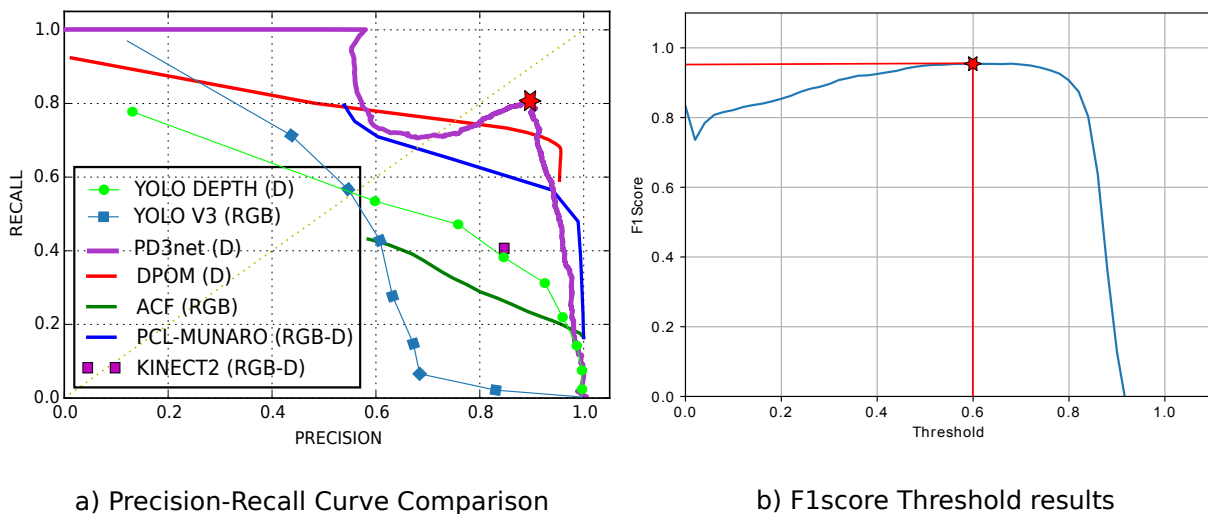 1.0
0.8
0.6
0.4
0.2
0.0
RECALL
0.0 0.2 0.4 0.6 0.8 1.0
PRECISION
YOLO DEPTH (D)
YOLO V3 (RGB)
PD3net (D)
DPOM (D)
ACF (RGB)
PCL-MUNARO (RGB-D)
KINECT2 (RGB-D)
a) Precision-Recall Curve Comparison
1.0
0.8
0.6
0.4
0.2
0.0
F1Score
0.0 0.2 0.4 0.6 0.8 1.0
Threshold
b) F1score Threshold results